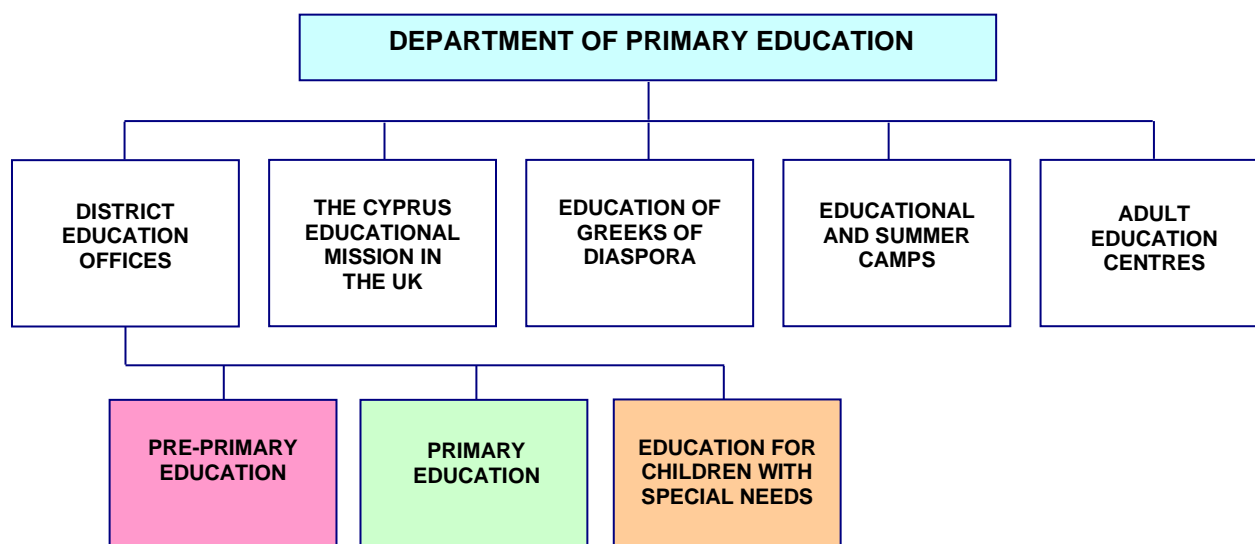 DEPARTMENT OF PRIMARY EDUCATION
DISTRICT
EDUCATION
OFFICES
THE CYPRUS
EDUCATIONAL
MISSION IN
THE UK
EDUCATION OF
GREEKS OF
DIASPORA
EDUCATIONAL
AND SUMMER
CAMPS
ADULT
EDUCATION
CENTRES
PRE-PRIMARY
EDUCATION
PRIMARY
EDUCATION
EDUCATION FOR
CHILDREN WITH
SPECIAL NEEDS